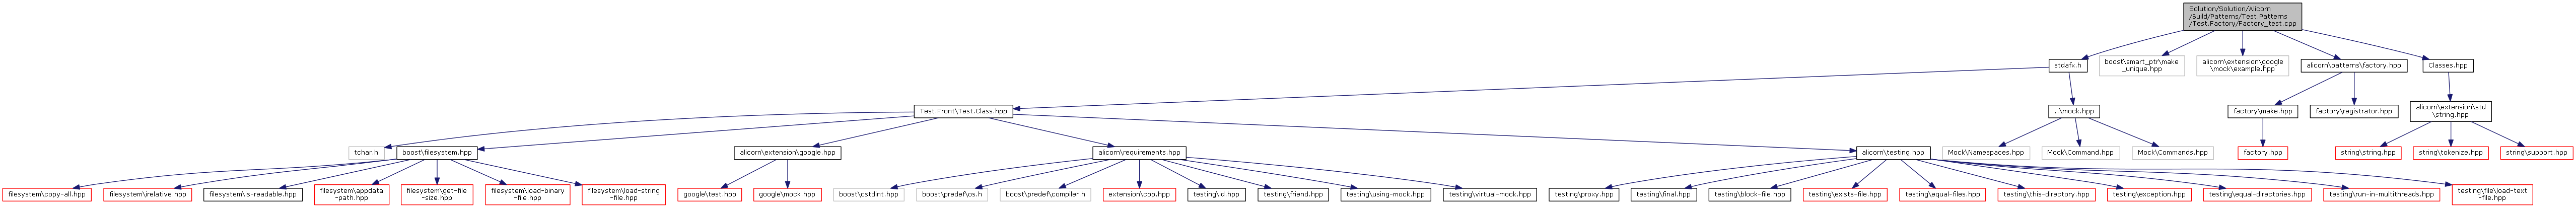 Solution/Solution/Alicorn
/Build/Patterns/Test.Patterns
/Test.Factory/Factory_test.cpp
stdafx.h
boost\smart_ptr\make
_unique.hpp
alicorn\extension\google
\mock\example.hpp
alicorn\patterns\factory.hpp
Classes.hpp
Test.Front\Test.Class.hpp
..\mock.hpp
factory\make.hpp
factory\registrator.hpp
alicorn\extension\std
\string.hpp
tchar.h
boost\filesystem.hpp
alicorn\extension\google.hpp
alicorn\requirements.hpp
alicorn\testing.hpp
Mock\Namespaces.hpp
Mock\Command.hpp
Mock\Commands.hpp
factory.hpp
string\string.hpp
string\tokenize.hpp
string\support.hpp
filesystem\copy-all.hpp
filesystem\relative.hpp
filesystem\is-readable.hpp
filesystem\appdata
-path.hpp
filesystem\get-file
-size.hpp
filesystem\load-binary
-file.hpp
filesystem\load-string
-file.hpp
google\test.hpp
google\mock.hpp
boost\cstdint.hpp
boost\predef\os.h
boost\predef\compiler.h
extension\cpp.hpp
testing\id.hpp
testing\friend.hpp
testing\using-mock.hpp
testing\virtual-mock.hpp
testing\proxy.hpp
testing\final.hpp
testing\block-file.hpp
testing\exists-file.hpp
testing\equal-files.hpp
testing\this-directory.hpp
testing\exception.hpp
testing\equal-directories.hpp
testing\run-in-multithreads.hpp
testing\file\load-text
-file.hpp